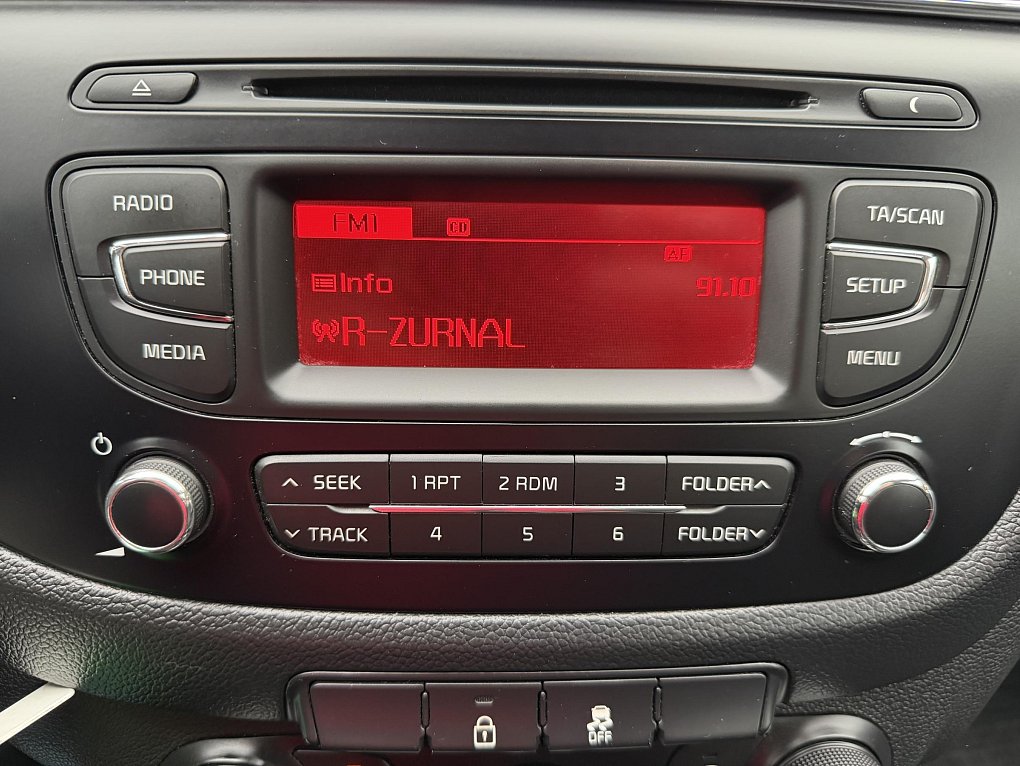 RADIO
PHONE
MEDIA
FM1 CD
AF
Info 91.10
R-ZURNAL
TA/SCAN
SETUP
MENU
SEEK 1 RPT 2 RDM 3 FOLDER
TRACK 4 5 6 FOLDER
OFF